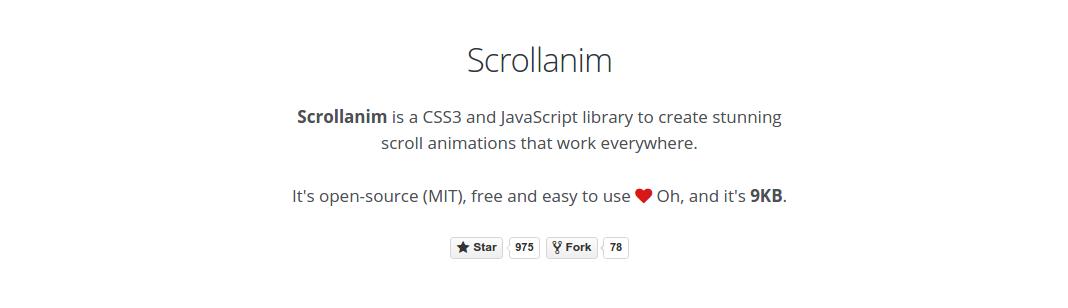 Scrollanim
Scrollanim is a CSS3 and JavaScript library to create stunning
scroll animations that work everywhere.
It's open-source (MIT), free and easy to use ❤ Oh, and it's 9KB.
Star 975 Fork 78